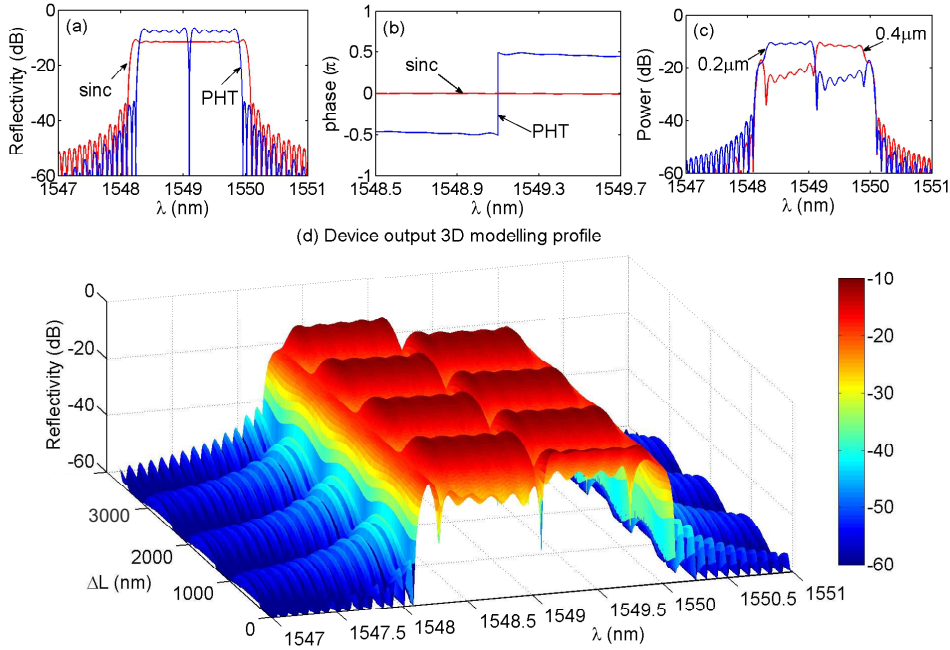 (a)
Reflectivity (dB)
0
-20
-40
-60
sinc
PHT
1547 1548 1549 1550 1551
λ (nm)
(b)
phase (π)
1
0.5
0
-0.5
-1
sinc
PHT
1548.5 1548.9 1549.3 1549.7
λ (nm)
(c)
Power (dB)
0
-20
-40
-60
0.2μm
0.4μm
1547 1548 1549 1550 1551
λ (nm)
(d) Device output 3D modelling profile
Reflectivity (dB)
0
-20
-40
-60
3000
2000
1000
0
ΔL (nm)
1547 1547.5 1548 1548.5 1549 1549.5 1550 1550.5 1551
λ (nm)
-10
-20
-30
-40
-50
-60